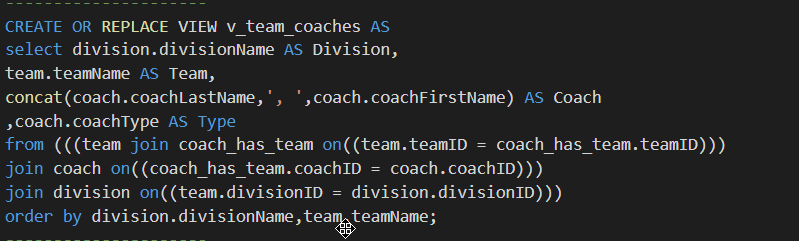 ---------------------
CREATE OR REPLACE VIEW v_team_coaches AS
select division.divisionName AS Division,
team.teamName AS Team,
concat(coach.coachLastName,', ',coach.coachFirstName) AS Coach
,coach.coachType AS Type
from (((team join coach_has_team on((team.teamID = coach_has_team.teamID)))
join coach on((coach_has_team.coachID = coach.coachID)))
join division on((team.divisionID = division.divisionID)))
order by division.divisionName,team.teamName;
---------------------